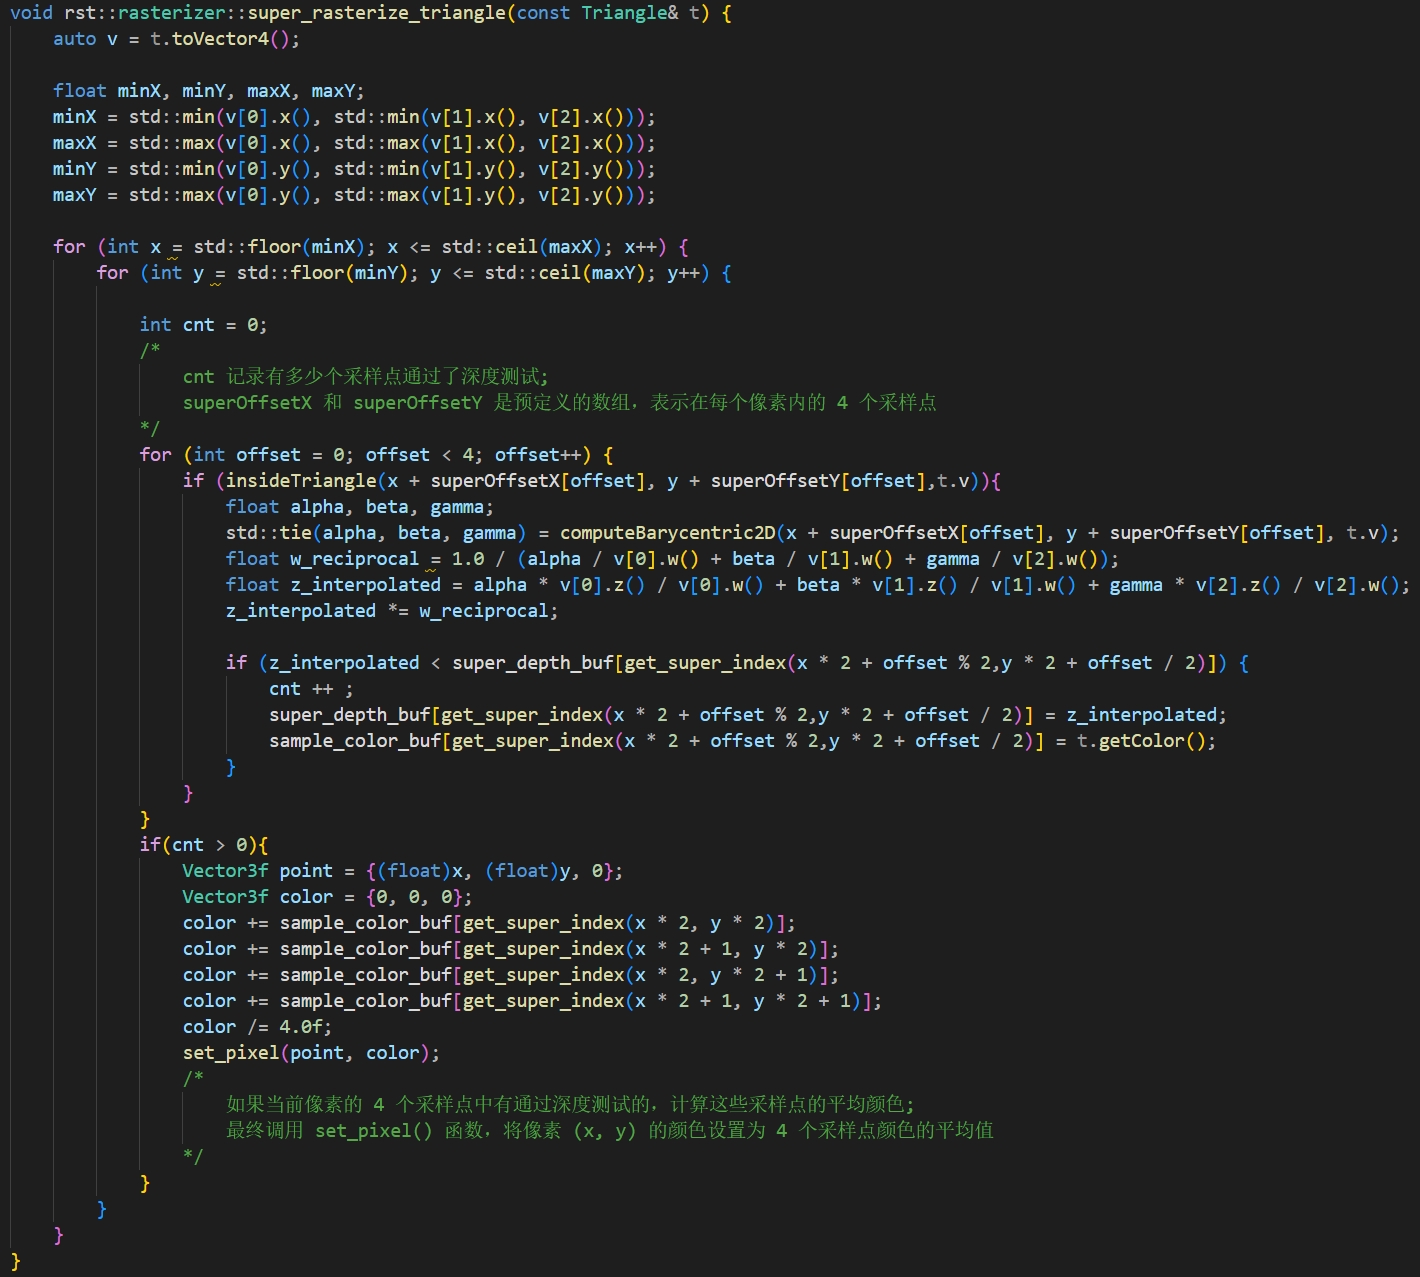 void rst::rasterizer::super_rasterize_triangle(const Triangle& t) {
    auto v = t.toVector4();

    float minX, minY, maxX, maxY;
    minX = std::min(v[0].x(), std::min(v[1].x(), v[2].x()));
    maxX = std::max(v[0].x(), std::max(v[1].x(), v[2].x()));
    minY = std::min(v[0].y(), std::min(v[1].y(), v[2].y()));
    maxY = std::max(v[0].y(), std::max(v[1].y(), v[2].y()));

    for (int x = std::floor(minX); x <= std::ceil(maxX); x++) {
        for (int y = std::floor(minY); y <= std::ceil(maxY); y++) {

            int cnt = 0;
            /*
                cnt 记录有多少个采样点通过了深度测试;
                superOffsetX 和 superOffsetY 是预定义的数组，表示在每个像素内的 4 个采样点
            */
            for (int offset = 0; offset < 4; offset++) {
                if (insideTriangle(x + superOffsetX[offset], y + superOffsetY[offset],t.v)){
                    float alpha, beta, gamma;
                    std::tie(alpha, beta, gamma) = computeBarycentric2D(x + superOffsetX[offset], y + superOffsetY[offset], t.v);
                    float w_reciprocal = 1.0 / (alpha / v[0].w() + beta / v[1].w() + gamma / v[2].w());
                    float z_interpolated = alpha * v[0].z() / v[0].w() + beta * v[1].z() / v[1].w() + gamma * v[2].z() / v[2].w();
                    z_interpolated *= w_reciprocal;

                    if (z_interpolated < super_depth_buf[get_super_index(x * 2 + offset % 2,y * 2 + offset / 2)]) {
                        cnt ++ ;
                        super_depth_buf[get_super_index(x * 2 + offset % 2,y * 2 + offset / 2)] = z_interpolated;
                        sample_color_buf[get_super_index(x * 2 + offset % 2,y * 2 + offset / 2)] = t.getColor();
                    }
                }
            }
            if(cnt > 0){
                Vector3f point = {(float)x, (float)y, 0};
                Vector3f color = {0, 0, 0};
                color += sample_color_buf[get_super_index(x * 2, y * 2)];
                color += sample_color_buf[get_super_index(x * 2 + 1, y * 2)];
                color += sample_color_buf[get_super_index(x * 2, y * 2 + 1)];
                color += sample_color_buf[get_super_index(x * 2 + 1, y * 2 + 1)];
                color /= 4.0f;
                set_pixel(point, color);
                /*
                    如果当前像素的 4 个采样点中有通过深度测试的，计算这些采样点的平均颜色;
                    最终调用 set_pixel() 函数，将像素 (x, y) 的颜色设置为 4 个采样点颜色的平均值
                */
            }
        }
    }
}